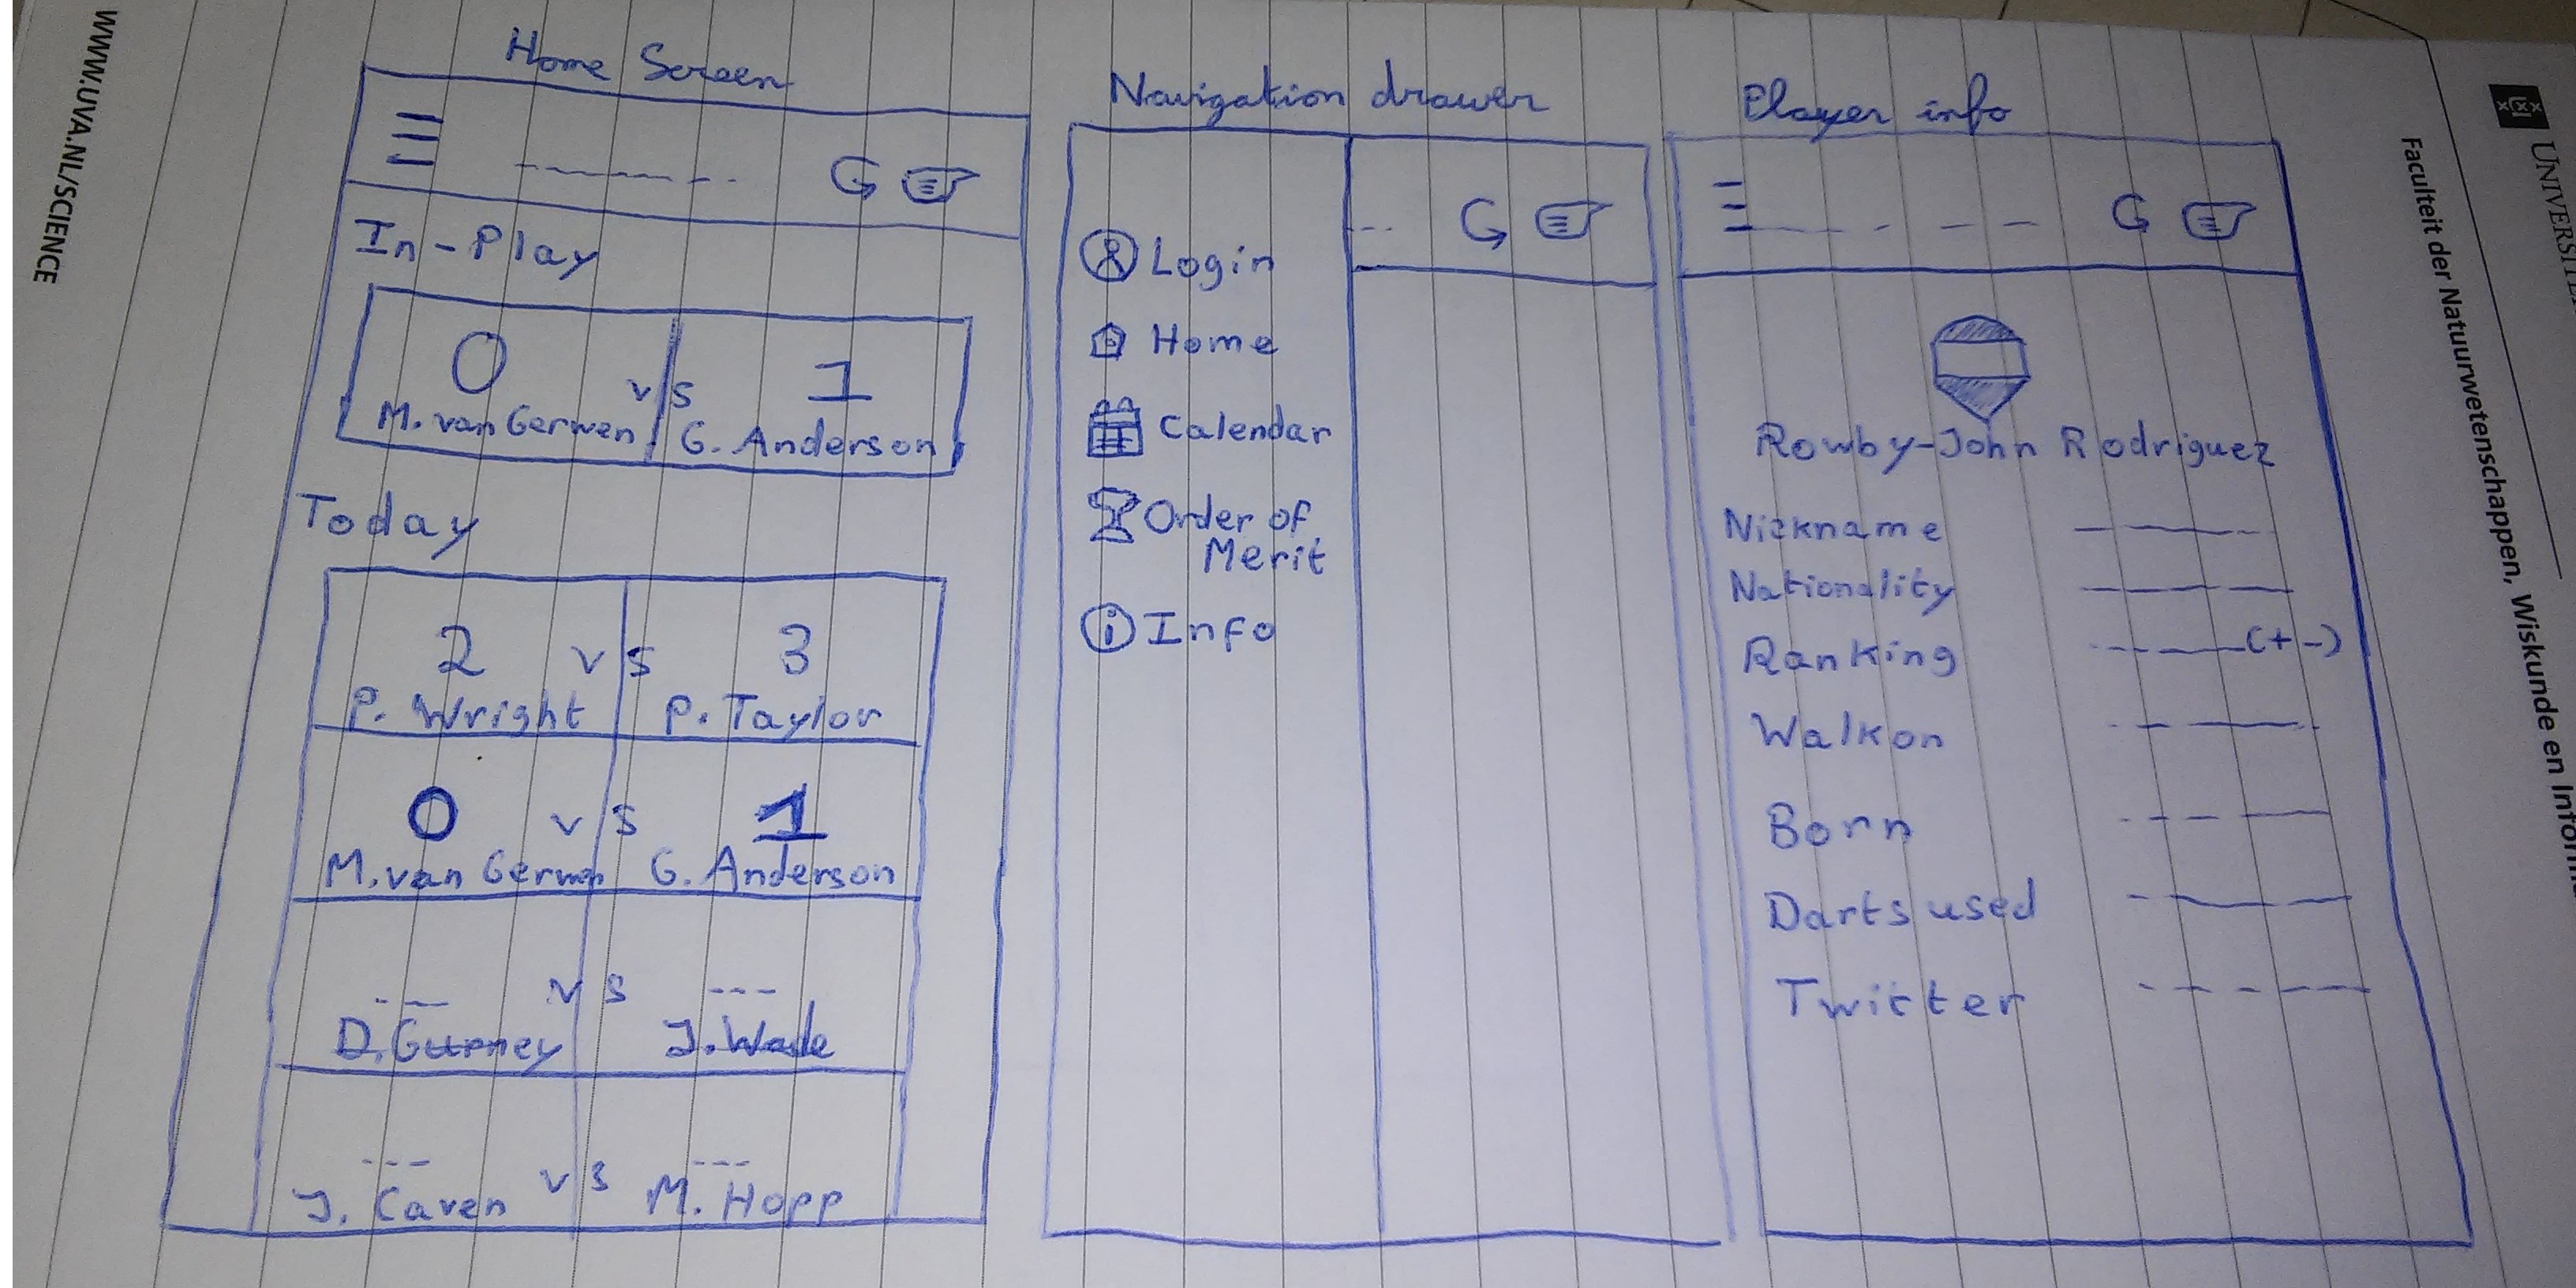 WWW.UVA.NL/SCIENCE
Home Screen
In-Play
0 vs 1
M. van Gerwen G. Anderson
Today
2 vs 3
P. Wright P. Taylor
0 vs 1
M. van Gerwen G. Anderson
--- vs ---
D. Gurney J. Wade
--- vs ---
J. Caven M. Hopp
Navigation drawer
Login
Home
Calendar
Order of
Merit
i Info
Player info
Rowby-John Rodriguez
Nickname
Nationality
Ranking (+-)
Walkon
Born
Darts used
Twitter
Faculteit der Natuurwetenschappen, Wiskunde en